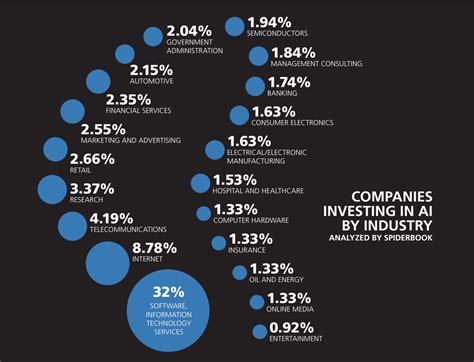 2.04%
GOVERNMENT
ADMINISTRATION
2.15%
AUTOMOTIVE
2.35%
FINANCIAL SERVICES
2.55%
MARKETING AND ADVERTISING
2.66%
RETAIL
3.37%
RESEARCH
4.19%
TELECOMMUNICATIONS
8.78%
INTERNET
32%
SOFTWARE,
INFORMATION
TECHNOLOGY
SERVICES
1.94%
SEMICONDUCTORS
1.84%
MANAGEMENT CONSULTING
1.74%
BANKING
1.63%
CONSUMER ELECTRONICS
1.63%
ELECTRICAL/ELECTRONIC
MANUFACTURING
1.53%
HOSPITAL AND HEALTHCARE
1.33%
COMPUTER HARDWARE
1.33%
INSURANCE
1.33%
OIL AND ENERGY
1.33%
ONLINE MEDIA
0.92%
ENTERTAINMENT
COMPANIES
INVESTING IN AI
BY INDUSTRY
ANALYZED BY SPIDERBOOK